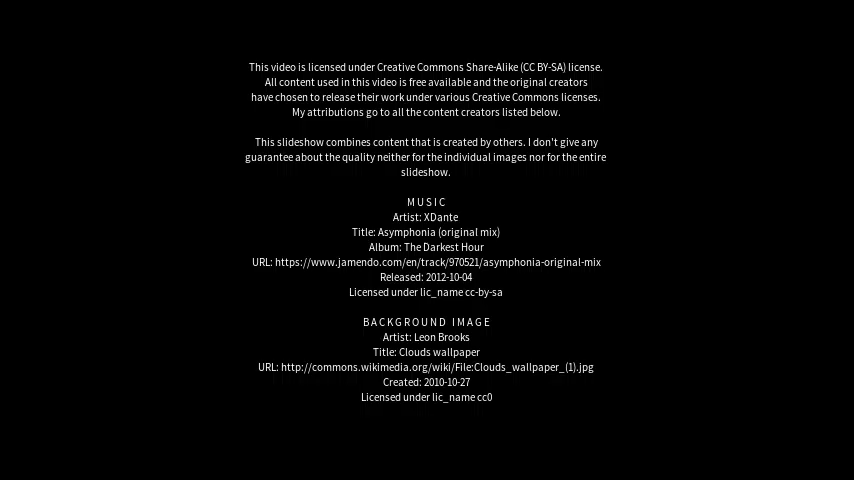 This video is licensed under Creative Commons Share-Alike (CC BY-SA) license.
All content used in this video is free available and the original creators
have chosen to release their work under various Creative Commons licenses.
My attributions go to all the content creators listed below.
This slideshow combines content that is created by others. I don't give any
guarantee about the quality neither for the individual images nor for the entire
slideshow.
MUSIC
Artist: XDante
Title: Asymphonia (original mix)
Album: The Darkest Hour
URL: https://www.jamendo.com/en/track/970521/asymphonia-original-mix
Released: 2012-10-04
Licensed under lic_name cc-by-sa
BACKGROUND IMAGE
Artist: Leon Brooks
Title: Clouds wallpaper
URL: http://commons.wikimedia.org/wiki/File:Clouds_wallpaper_(1).jpg
Created: 2010-10-27
Licensed under lic_name cc0